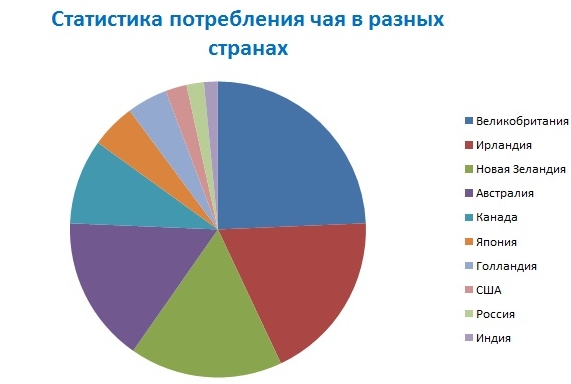 Статистика потребления чая в разных
странах
Великобритания
Ирландия
Новая Зеландия
Австралия
Канада
Япония
Голландия
США
Россия
Индия